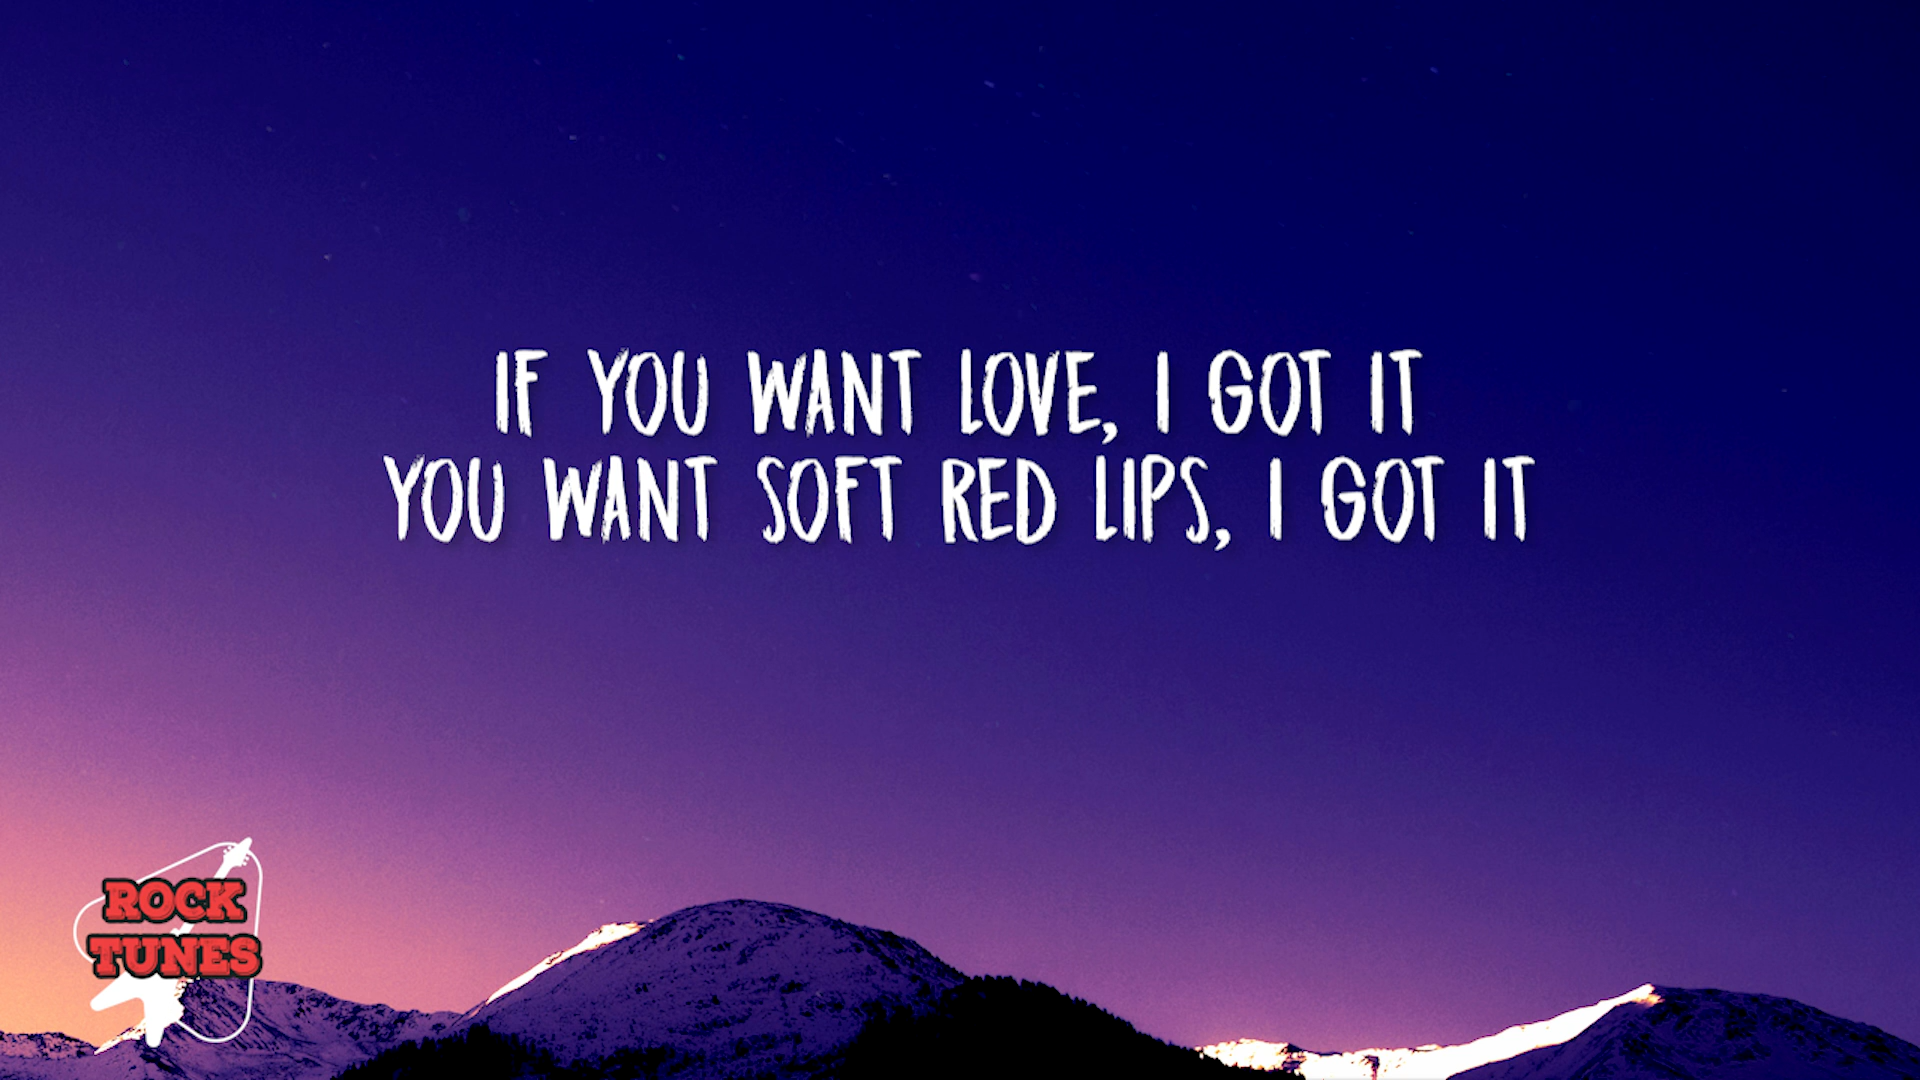 IF YOU WANT LOVE, I GOT IT
YOU WANT SOFT RED LIPS, I GOT IT
ROCK
TUNES